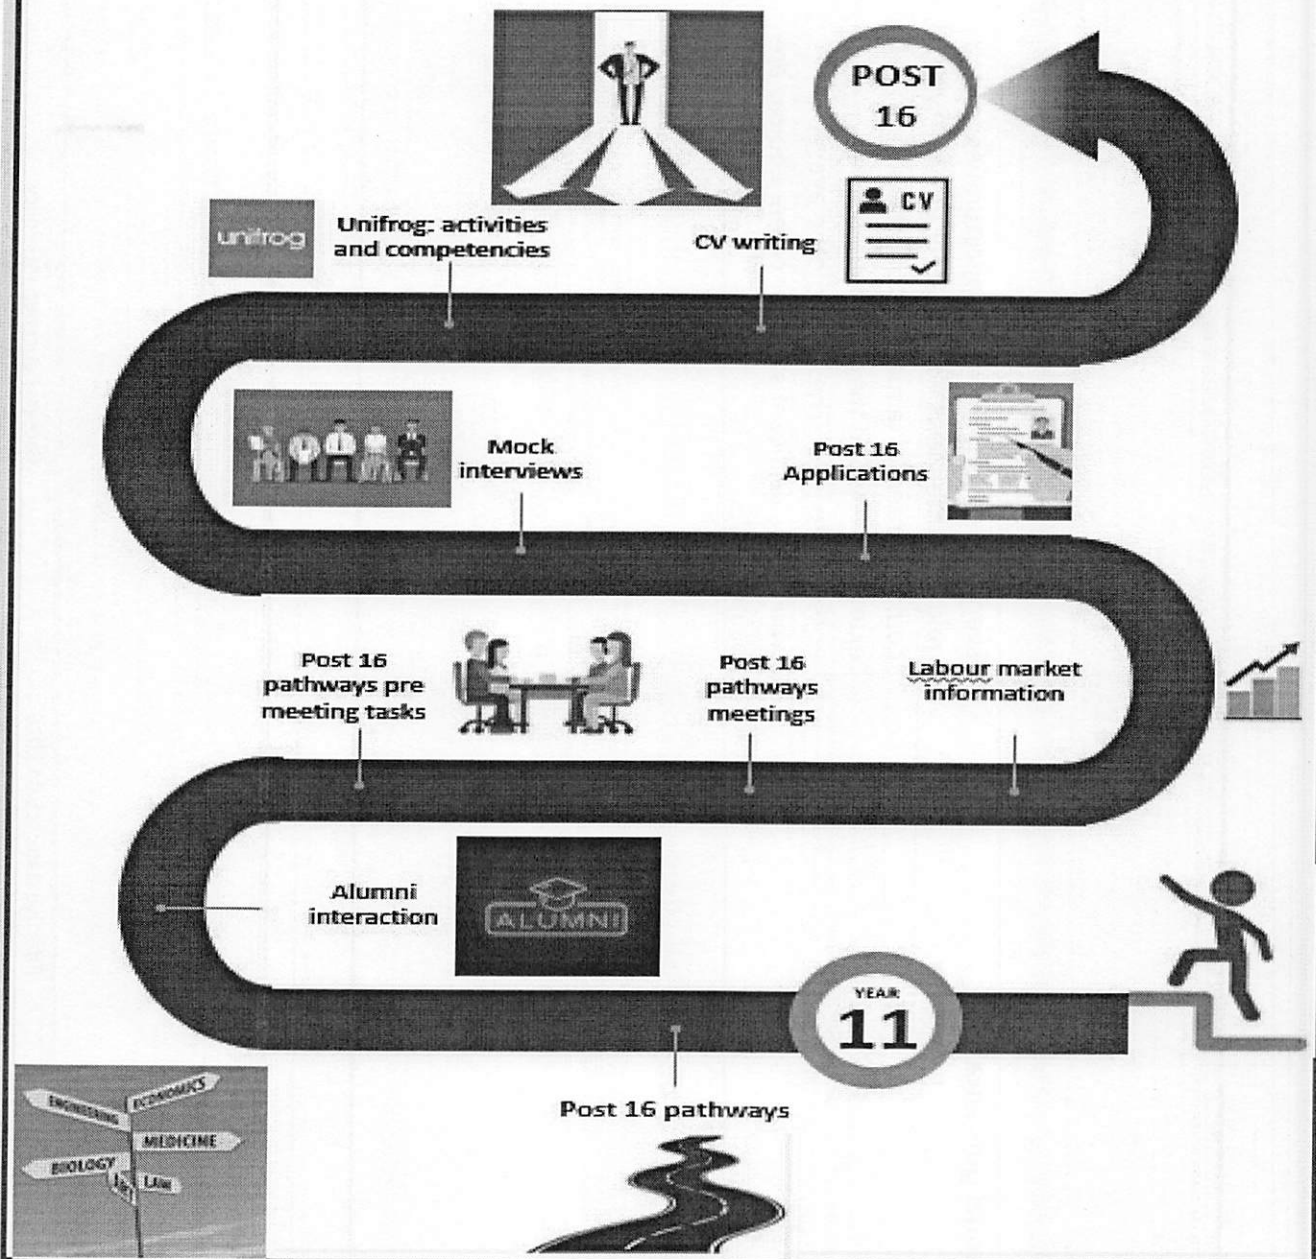 POST
16
CV
unifrog
Unifrog: activities
and competencies
CV writing
Mock
interviews
Post 16
Applications
Post 16
pathways pre
meeting tasks
Post 16
pathways
meetings
Labour market
information
Alumni
interaction
ALUMNI
YEAR
11
Post 16 pathways
ENGINEERING
ECONOMICS
MEDICINE
BIOLOGY
ART
LAW